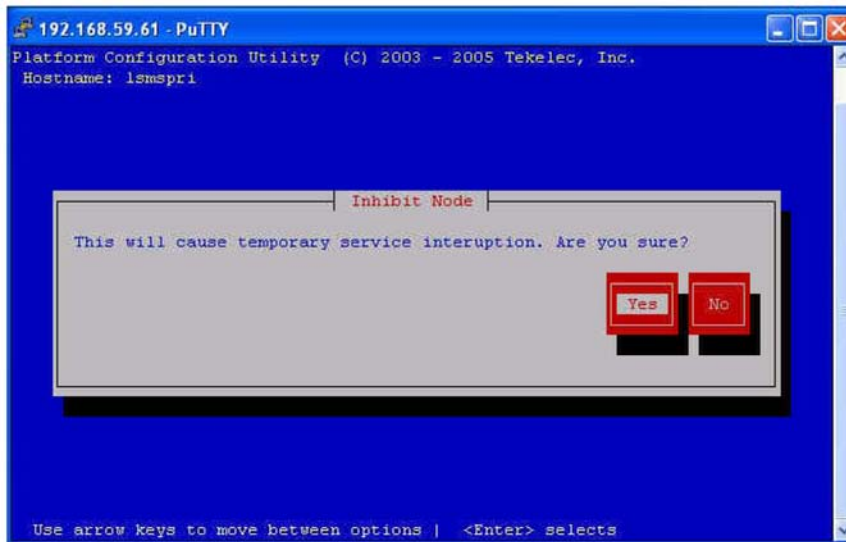 192.168.59.61 - PuTTY
Platform Configuration Utility (C) 2003 - 2005 Tekelec, Inc.
Hostname: lsmspri
Inhibit Node
This will cause temporary service interuption. Are you sure?
Yes No
Use arrow keys to move between options | <Enter> selects